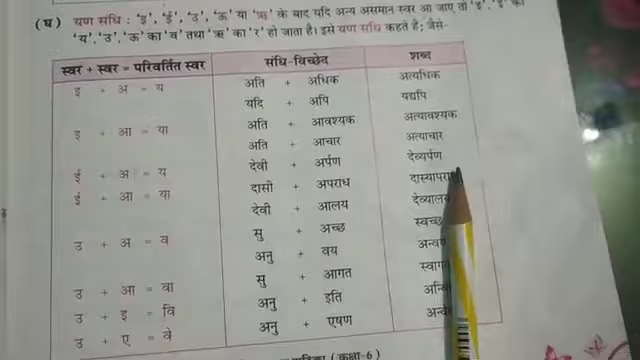 (घ) यण संधि : 'इ', 'ई', 'उ', 'ऊ' या 'ऋ' के बाद यदि अन्य असमान स्वर आ जाए तो 'इ', 'ई' का
'य', 'उ', 'ऊ' का 'व' तथा 'ऋ' का 'र' हो जाता है। इसे यण संधि कहते हैं; जैसे-
स्वर + स्वर = परिवर्तित स्वर संधि-विच्छेद शब्द
इ + अ = य अति + अधिक अत्यधिक
यदि + अपि यद्यपि
इ + आ = या अति + आवश्यक अत्यावश्यक
अति + आचार अत्याचार
ई + अ = य देवी + अर्पण देव्यर्पण
ई + आ = या दासी + अपराध
देवी + आलय
उ + अ = व सु + अच्छ स्वच्छ
अनु + वय
उ + आ = वा सु + आगत
उ + इ = वि अनु + इति
उ + ए = वे अनु + एषण
(कक्षा-6)